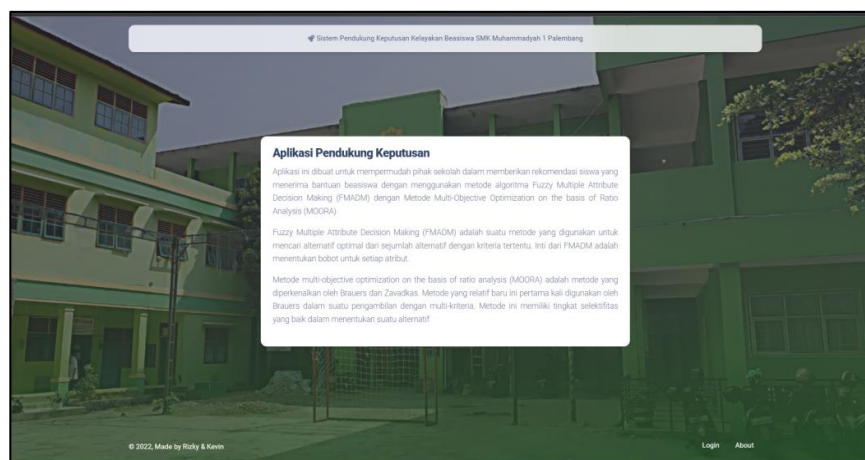 Sistem Pendukung Keputusan Kelayakan Beasiswa SMK Muhammadyah 1 Palembang
Aplikasi Pendukung Keputusan
Aplikasi ini dibuat untuk mempermudah pihak sekolah dalam memberikan rekomendasi siswa yang
menerima bantuan beasiswa dengan menggunakan metode algoritma Fuzzy Multiple Attribute
Decision Making (FMADM) dengan Metode Multi-Objective Optimization on the basis of Ratio
Analysis (MOORA)
Fuzzy Multiple Attribute Decision Making (FMADM) adalah suatu metode yang digunakan untuk
mencari alternatif optimal dari sejumlah alternatif dengan kriteria tertentu. Inti dari FMADM adalah
menentukan bobot untuk setiap atribut.
Metode multi-objective optimization on the basis of ratio analysis (MOORA) adalah metode yang
diperkenalkan oleh Brauers dan Zavadkas. Metode yang relatif baru ini pertama kali digunakan oleh
Brauers dalam suatu pengambilan dengan multi-kriteria. Metode ini memiliki tingkat selektifitas
yang baik dalam menentukan suatu alternatif
© 2022, Made by Rizky & Kevin
Login About